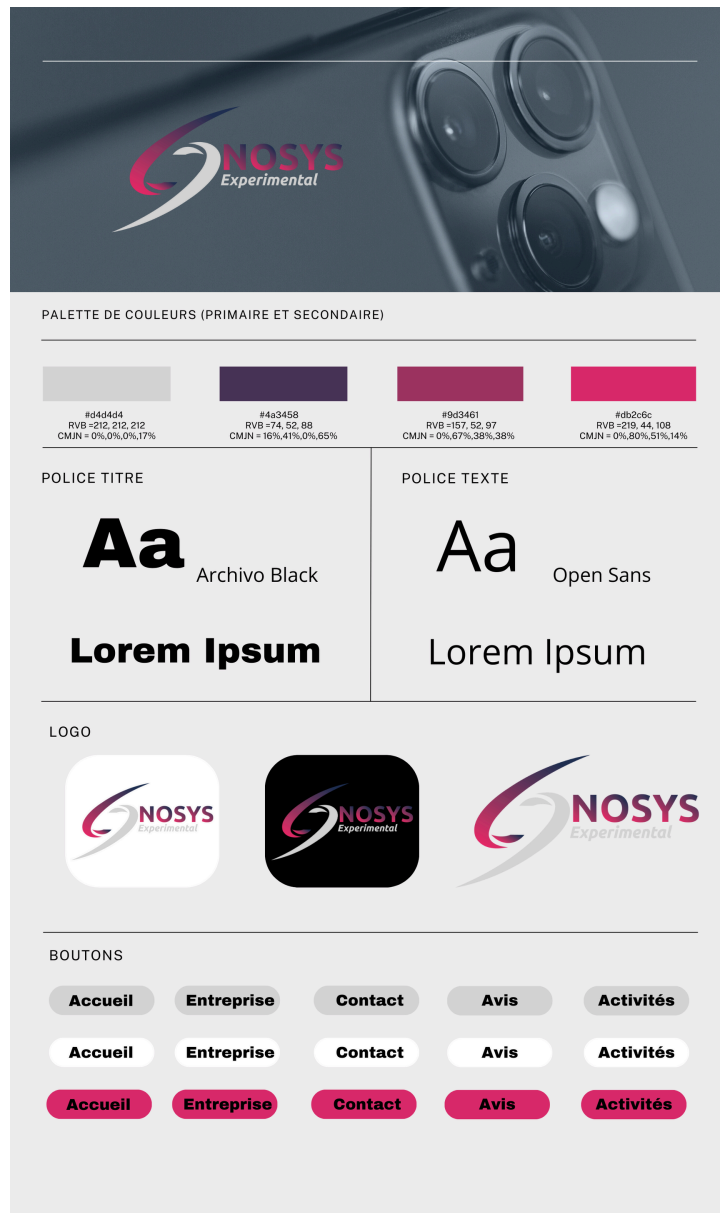 NOSYS
Experimental
PALETTE DE COULEURS (PRIMAIRE ET SECONDAIRE)
#d4d4d4
RVB =212, 212, 212
CMJN = 0%,0%,0%,17%
#4a3458
RVB =74, 52, 88
CMJN = 16%,41%,0%,65%
#9d3461
RVB =157, 52, 97
CMJN = 0%,67%,38%,38%
#db2c6c
RVB =219, 44, 108
CMJN = 0%,80%,51%,14%
POLICE TITRE
Aa
Archivo Black
Lorem Ipsum
POLICE TEXTE
Aa
Open Sans
Lorem Ipsum
LOGO
NOSYS
Experimental
NOSYS
Experimental
NOSYS
Experimental
BOUTONS
Accueil Entreprise Contact Avis Activités
Accueil Entreprise Contact Avis Activités
Accueil Entreprise Contact Avis Activités